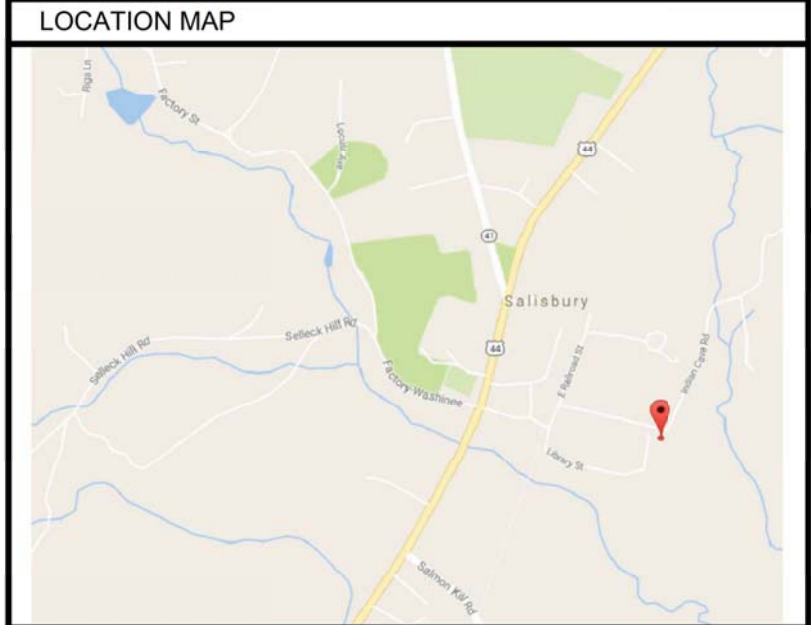 LOCATION MAP
Riga Ln
Factory St
Locust Ave
44
41
Salisbury
Selleck Hill Rd
Selleck Hill Rd
44
E Railroad St
Indian Cave Rd
Factory
Washinee
Library St
Salmon Kill Rd